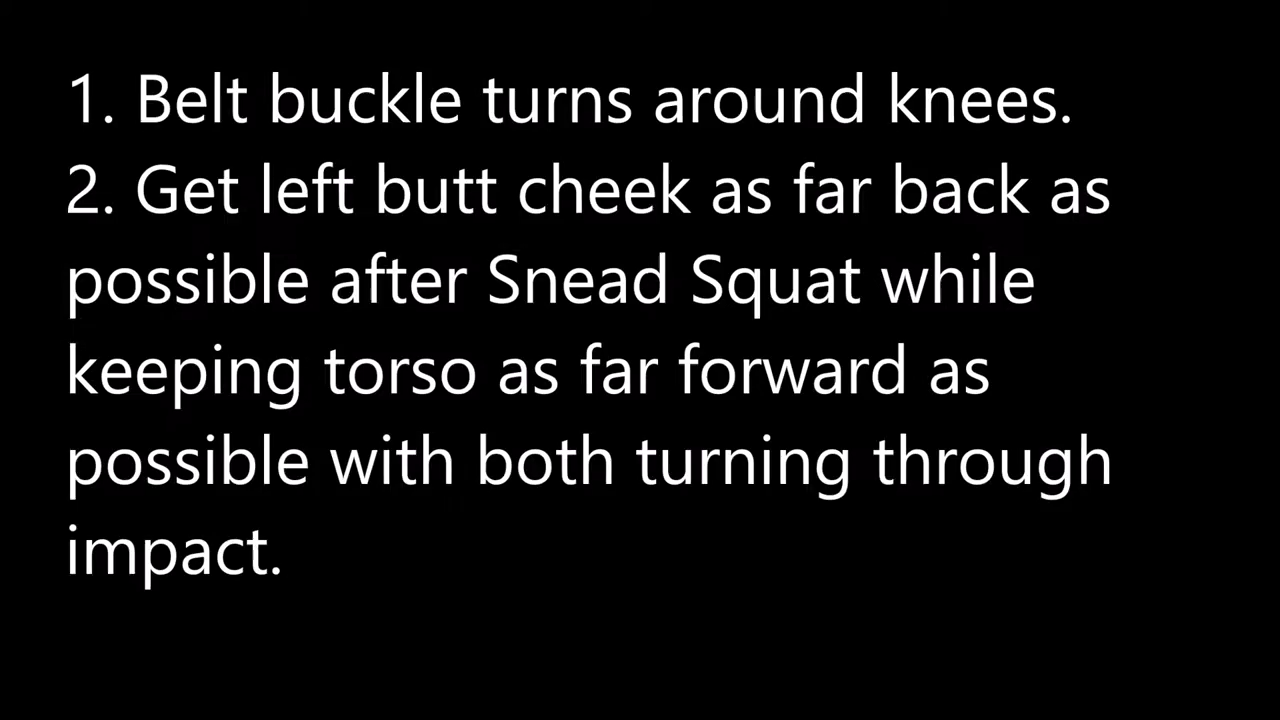 1. Belt buckle turns around knees.
2. Get left butt cheek as far back as
possible after Snead Squat while
keeping torso as far forward as
possible with both turning through
impact.